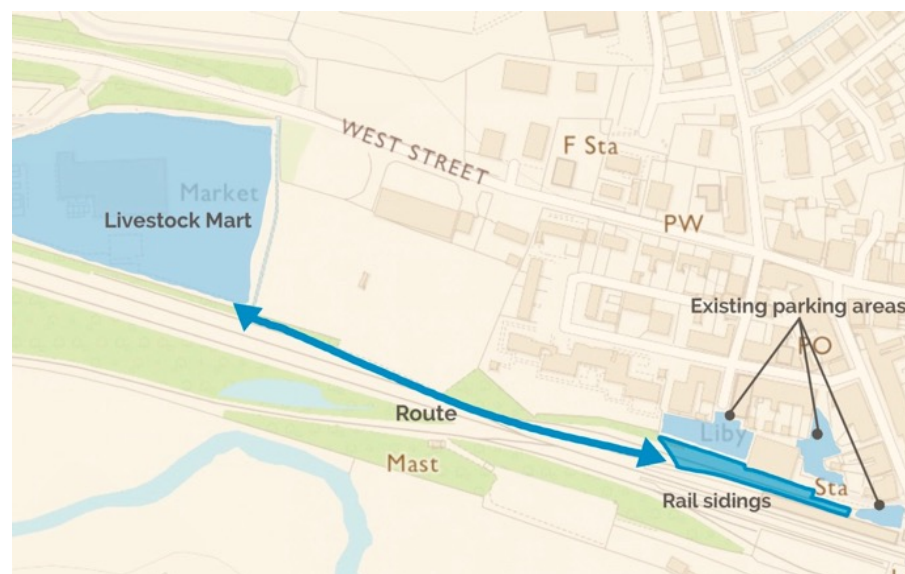 WEST STREET
F Sta
Market
Livestock Mart
PW
Existing parking areas
PO
Route
Liby
Mast
Sta
Rail sidings